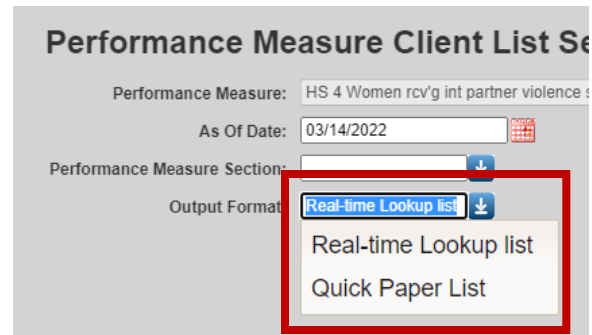 Performance Measure Client List Se
Performance Measure: HS 4 Women rcv'g int partner violence s
As Of Date: 03/14/2022
Performance Measure Section:
Output Format Real-time Lookup list
Real-time Lookup list
Quick Paper List